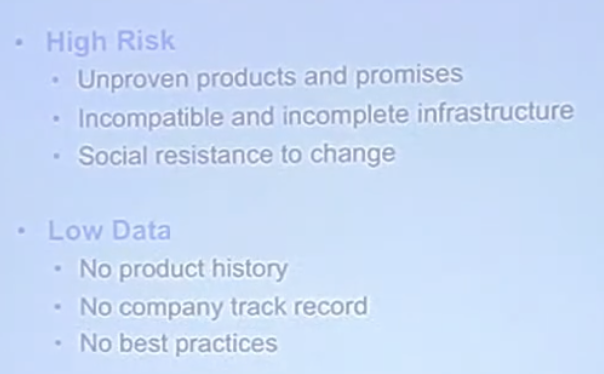 • High Risk
• Unproven products and promises
• Incompatible and incomplete infrastructure
• Social resistance to change
• Low Data
• No product history
• No company track record
• No best practices